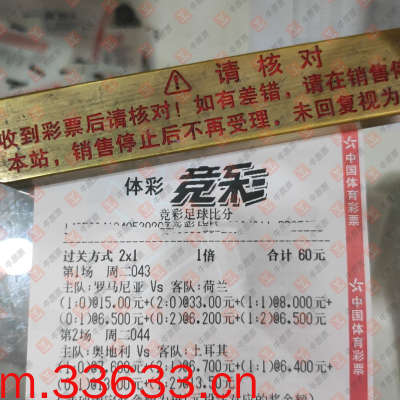 请核对
收到彩票后请核对！如有差错，请在销售停
本站，销售停止后不再受理，未回复视为
体彩 竞彩
竞彩足球比分
过关方式 2x1 1倍 合计 60元
第1场 周二043
主队:罗马尼亚 Vs 客队:荷兰
(1:0)@15.00元+(2:0)@33.00元+(1:1)@8.000元+
(0:1)@6.500元+(0:2)@6.200元+(1:2)@6.500元
第2场 周二044
主队:奥地利 Vs 客队:土耳其
中国体育彩票
中国体育彩票
m.33633.cn